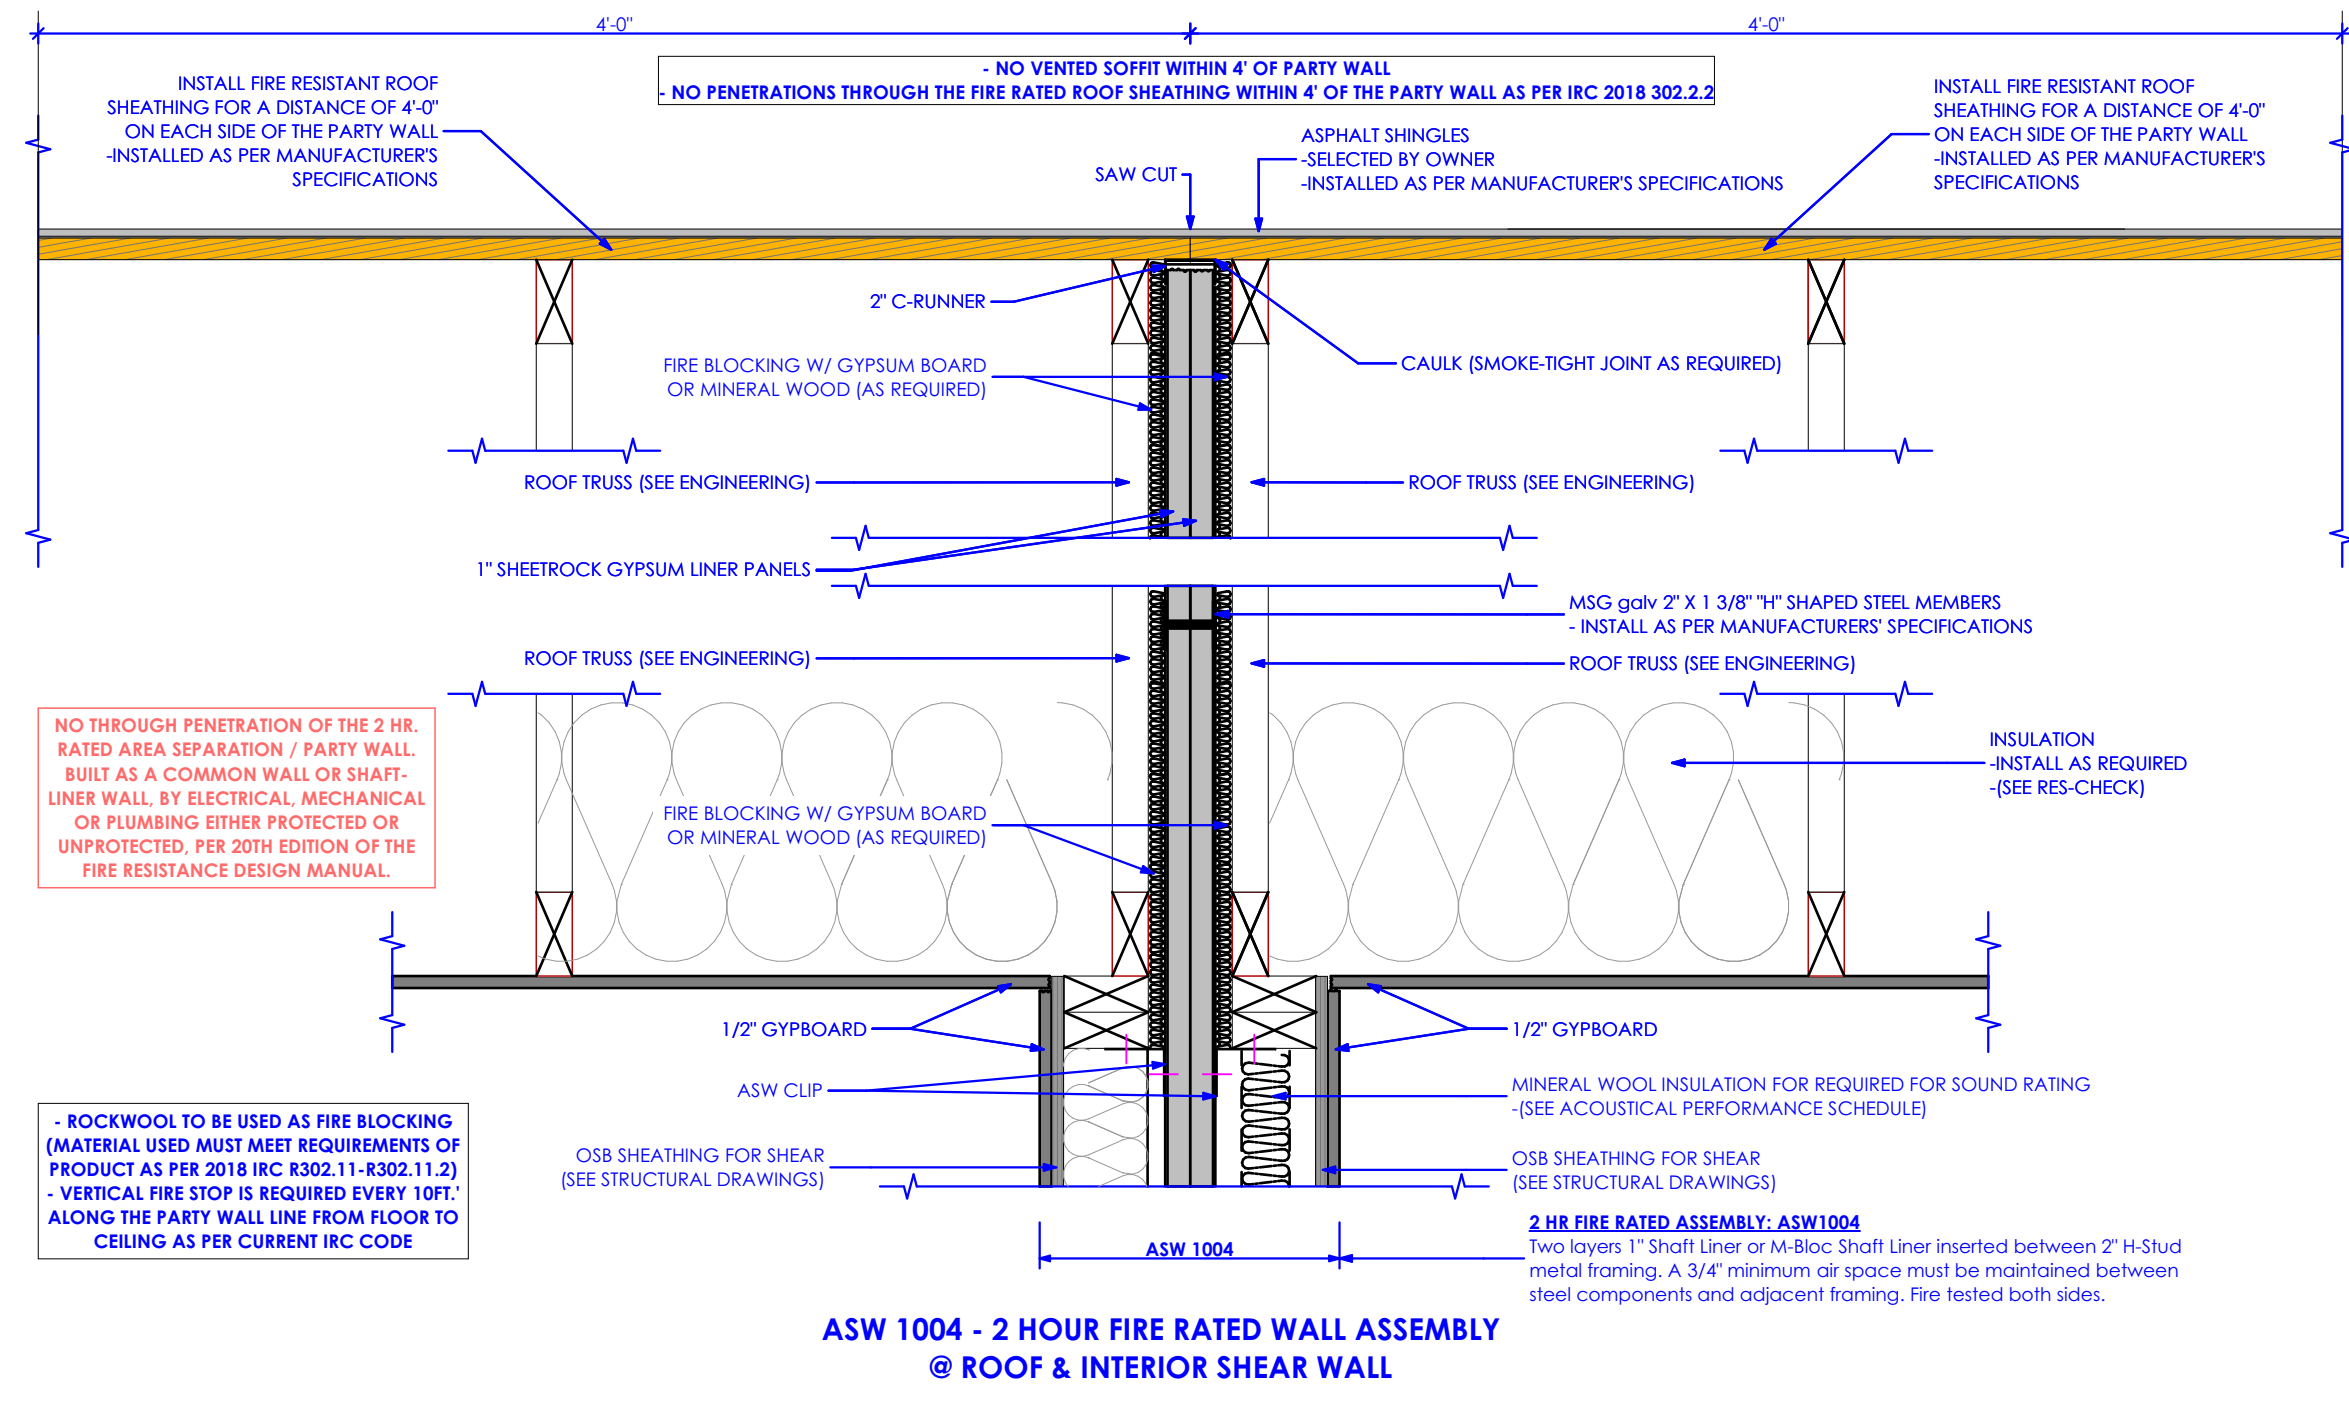 4'-0"
4'-0"
- NO VENTED SOFFIT WITHIN 4' OF PARTY WALL
- NO PENETRATIONS THROUGH THE FIRE RATED ROOF SHEATHING WITHIN 4' OF THE PARTY WALL AS PER IRC 2018 302.2.2
INSTALL FIRE RESISTANT ROOF
SHEATHING FOR A DISTANCE OF 4'-0"
ON EACH SIDE OF THE PARTY WALL
-INSTALLED AS PER MANUFACTURER'S
SPECIFICATIONS
SAW CUT
ASPHALT SHINGLES
-SELECTED BY OWNER
-INSTALLED AS PER MANUFACTURER'S SPECIFICATIONS
INSTALL FIRE RESISTANT ROOF
SHEATHING FOR A DISTANCE OF 4'-0"
ON EACH SIDE OF THE PARTY WALL
-INSTALLED AS PER MANUFACTURER'S
SPECIFICATIONS
2" C-RUNNER
FIRE BLOCKING W/ GYPSUM BOARD
OR MINERAL WOOD (AS REQUIRED)
CAULK (SMOKE-TIGHT JOINT AS REQUIRED)
ROOF TRUSS (SEE ENGINEERING)
ROOF TRUSS (SEE ENGINEERING)
1" SHEETROCK GYPSUM LINER PANELS
MSG galv 2" X 1 3/8" "H" SHAPED STEEL MEMBERS
- INSTALL AS PER MANUFACTURERS' SPECIFICATIONS
ROOF TRUSS (SEE ENGINEERING)
ROOF TRUSS (SEE ENGINEERING)
NO THROUGH PENETRATION OF THE 2 HR.
RATED AREA SEPARATION / PARTY WALL.
BUILT AS A COMMON WALL OR SHAFT-
LINER WALL, BY ELECTRICAL, MECHANICAL
OR PLUMBING EITHER PROTECTED OR
UNPROTECTED, PER 20TH EDITION OF THE
FIRE RESISTANCE DESIGN MANUAL.
INSULATION
-INSTALL AS REQUIRED
-(SEE RES-CHECK)
FIRE BLOCKING W/ GYPSUM BOARD
OR MINERAL WOOD (AS REQUIRED)
1/2" GYPBOARD
1/2" GYPBOARD
ASW CLIP
MINERAL WOOL INSULATION FOR REQUIRED FOR SOUND RATING
-(SEE ACOUSTICAL PERFORMANCE SCHEDULE)
- ROCKWOOL TO BE USED AS FIRE BLOCKING
(MATERIAL USED MUST MEET REQUIREMENTS OF
PRODUCT AS PER 2018 IRC R302.11-R302.11.2)
- VERTICAL FIRE STOP IS REQUIRED EVERY 10FT.'
ALONG THE PARTY WALL LINE FROM FLOOR TO
CEILING AS PER CURRENT IRC CODE
OSB SHEATHING FOR SHEAR
(SEE STRUCTURAL DRAWINGS)
OSB SHEATHING FOR SHEAR
(SEE STRUCTURAL DRAWINGS)
ASW 1004
2 HR FIRE RATED ASSEMBLY: ASW1004
Two layers 1" Shaft Liner or M-Bloc Shaft Liner inserted between 2" H-Stud
metal framing. A 3/4" minimum air space must be maintained between
steel components and adjacent framing. Fire tested both sides.
ASW 1004 - 2 HOUR FIRE RATED WALL ASSEMBLY
@ ROOF & INTERIOR SHEAR WALL